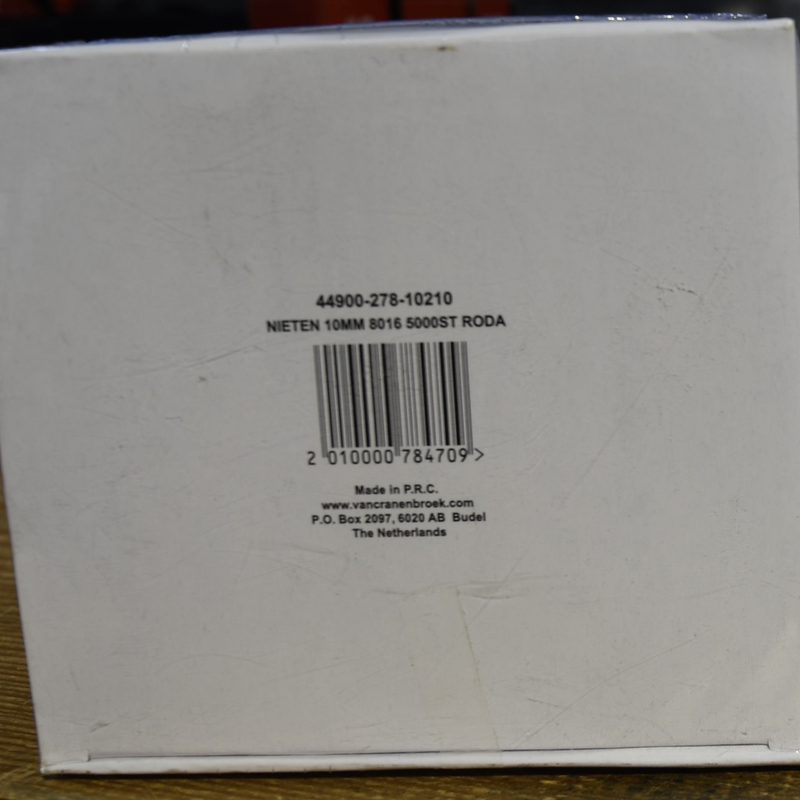 44900-278-10210
NIETEN 10MM 8016 5000ST RODA
2 010000 784709 >
Made in P.R.C.
www.vancranenbroek.com
P.O. Box 2097, 6020 AB Budel
The Netherlands